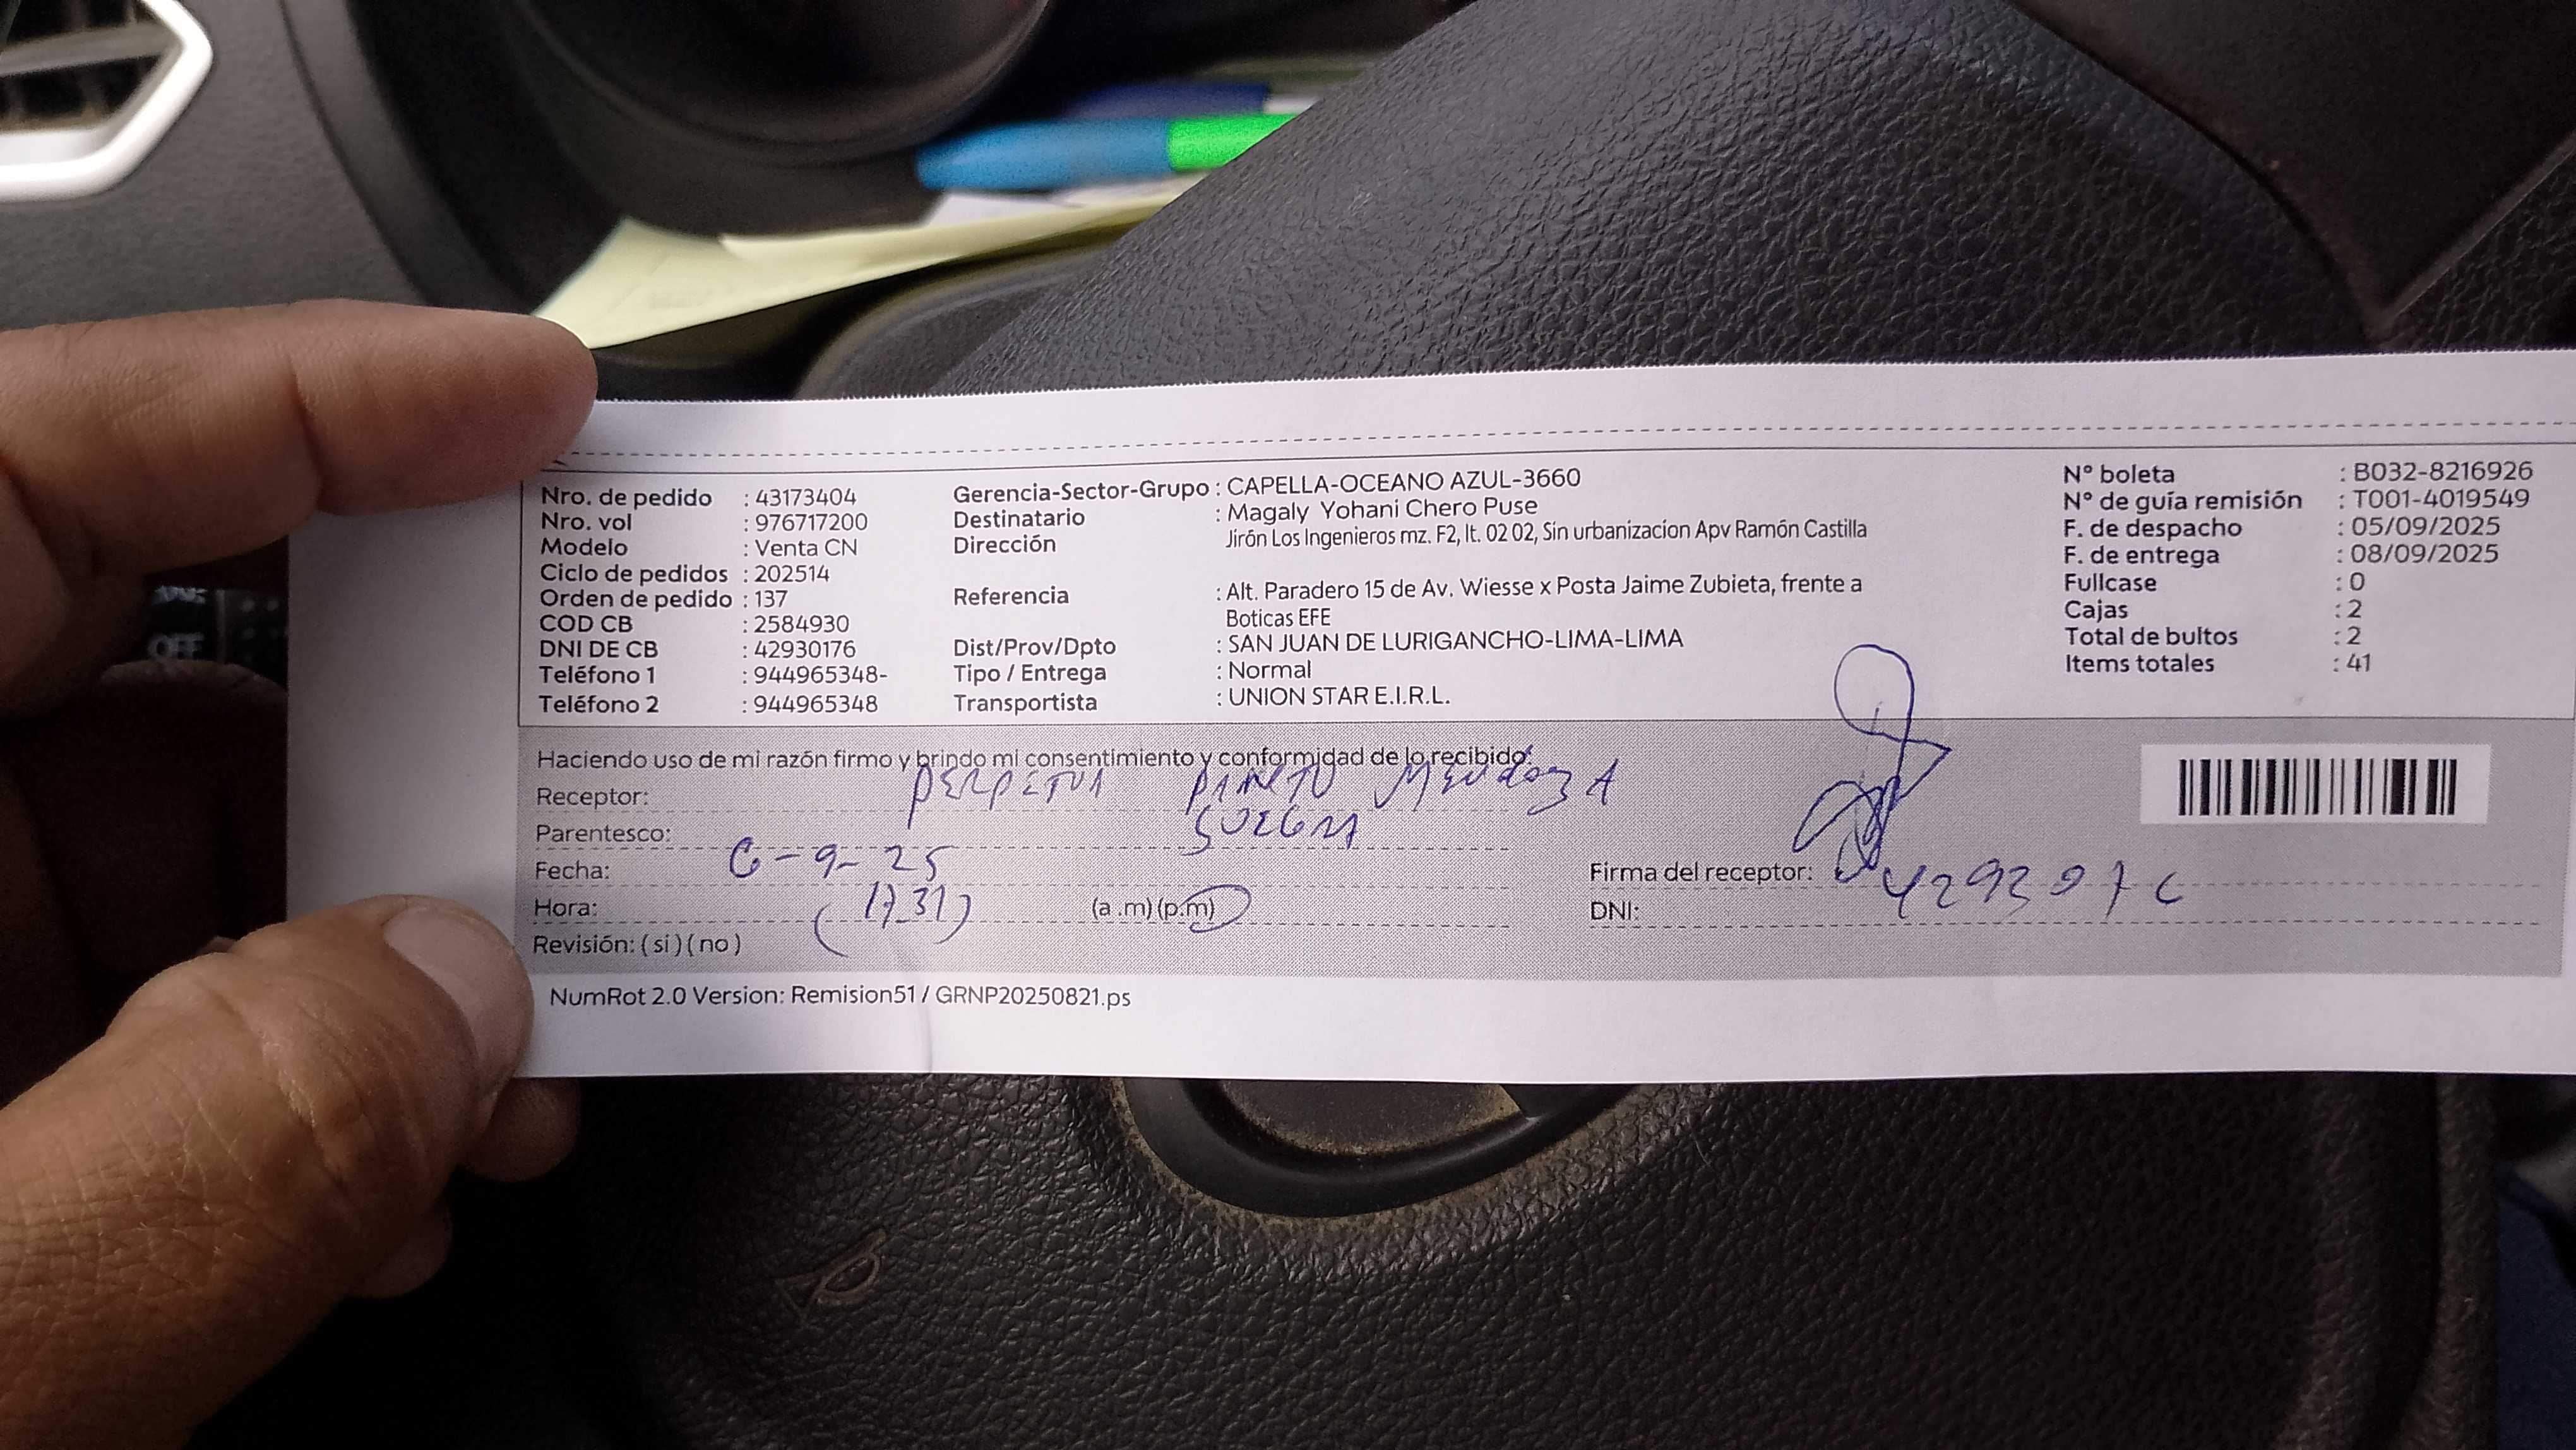 OFF
Nro. de pedido : 43173404
Nro. vol : 976717200
Modelo : Venta CN
Ciclo de pedidos : 202514
Orden de pedido : 137
COD CB : 2584930
DNI DE CB : 42930176
Teléfono 1 : 944965348-
Teléfono 2 : 944965348
Gerencia-Sector-Grupo : CAPELLA-OCEANO AZUL-3660
Destinatario : Magaly Yohani Chero Puse
Dirección Jirón Los Ingenieros mz. F2, lt. 02 02, Sin urbanizacion Apv Ramón Castilla
Referencia : Alt. Paradero 15 de Av. Wiesse x Posta Jaime Zubieta, frente a
Boticas EFE
Dist/Prov/Dpto : SAN JUAN DE LURIGANCHO-LIMA-LIMA
Tipo / Entrega : Normal
Transportista : UNION STAR E.I.R.L.
N° boleta : B032-8216926
N° de guía remisión : T001-4019549
F. de despacho : 05/09/2025
F. de entrega : 08/09/2025
Fullcase : 0
Cajas : 2
Total de bultos : 2
Items totales : 41
Haciendo uso de mi razón firmo y brindo mi consentimiento y conformidad de lo recibido:
Receptor: PERPETUA Mendoza
Parentesco: SUEGRA
Fecha: 6-9-25
Hora: (17 31) (a .m) (p.m)
Revisión: ( si ) ( no )
Firma del receptor:
DNI: 42930176
NumRot 2.0 Version: Remision51 / GRNP20250821.ps